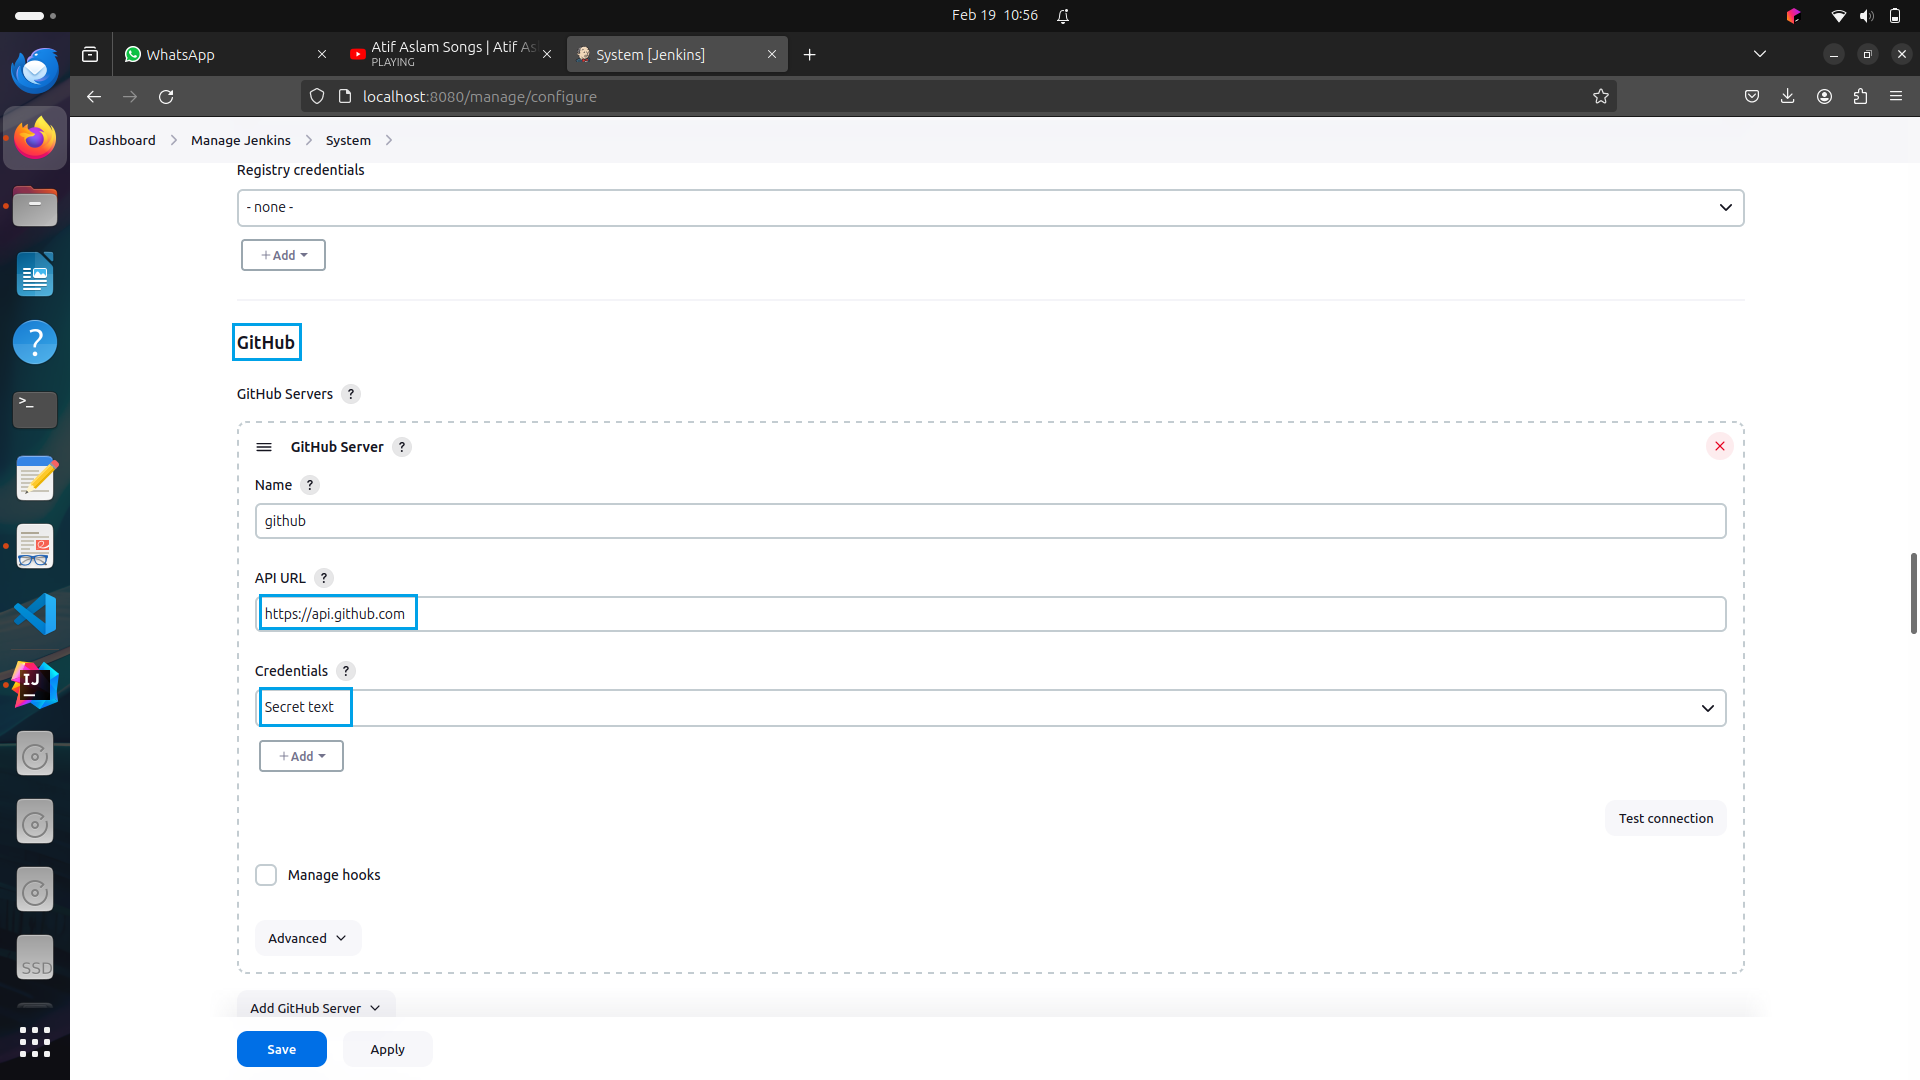 Feb 19 10:56
WhatsApp
Atif Aslam Songs | Atif As
PLAYING
System [Jenkins]
localhost:8080/manage/configure
Dashboard
Manage Jenkins
System
Registry credentials
- none -
+ Add
GitHub
GitHub Servers ?
GitHub Server ?
Name ?
github
API URL ?
https://api.github.com
Credentials ?
Secret text
+ Add
Test connection
Manage hooks
Advanced
Add GitHub Server
Save
Apply
?
>_
IJ
SSD